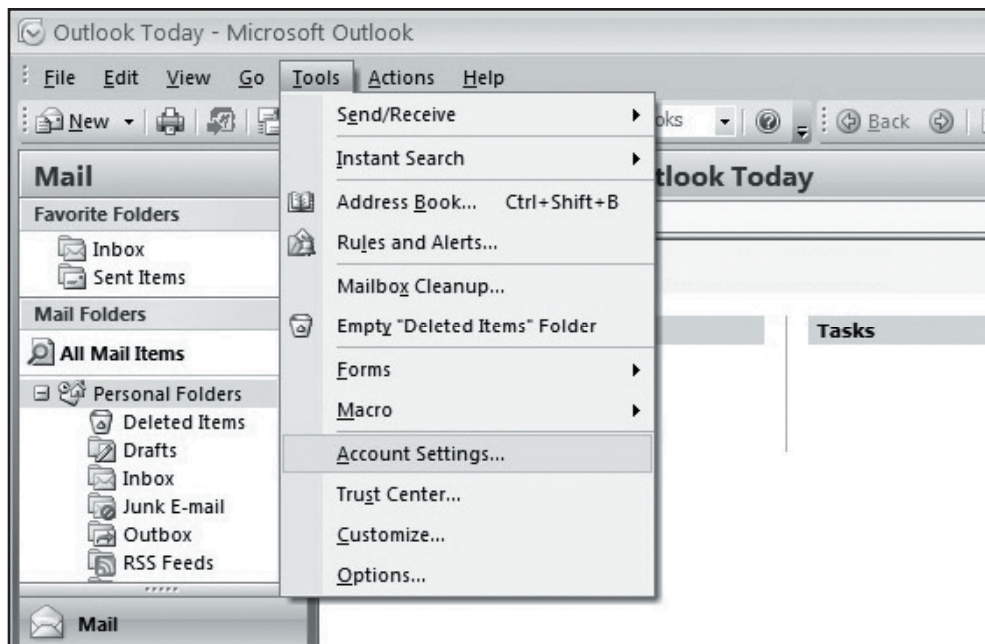 Outlook Today - Microsoft Outlook
File Edit View Go Tools Actions Help
New
Back
Send/Receive
Instant Search
Address Book... Ctrl+Shift+B
Rules and Alerts...
Mailbox Cleanup...
Empty "Deleted Items" Folder
Forms
Macro
Account Settings...
Trust Center...
Customize...
Options...
Mail
Favorite Folders
Inbox
Sent Items
Mail Folders
All Mail Items
Personal Folders
Deleted Items
Drafts
Inbox
Junk E-mail
Outbox
RSS Feeds
Mail
Today
Tasks